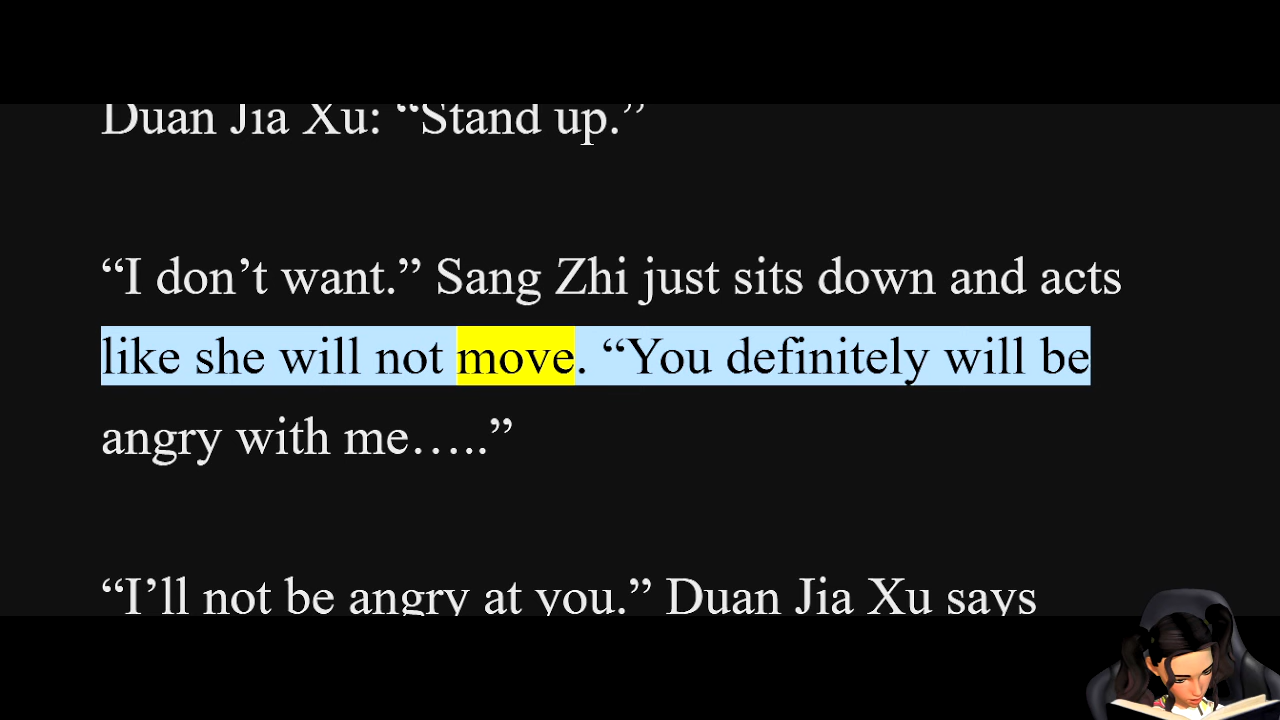 Duan Jia Xu: “Stand up.”
“I don’t want.” Sang Zhi just sits down and acts
like she will not move. “You definitely will be
angry with me…..”
“I’ll not be angry at you.” Duan Jia Xu says